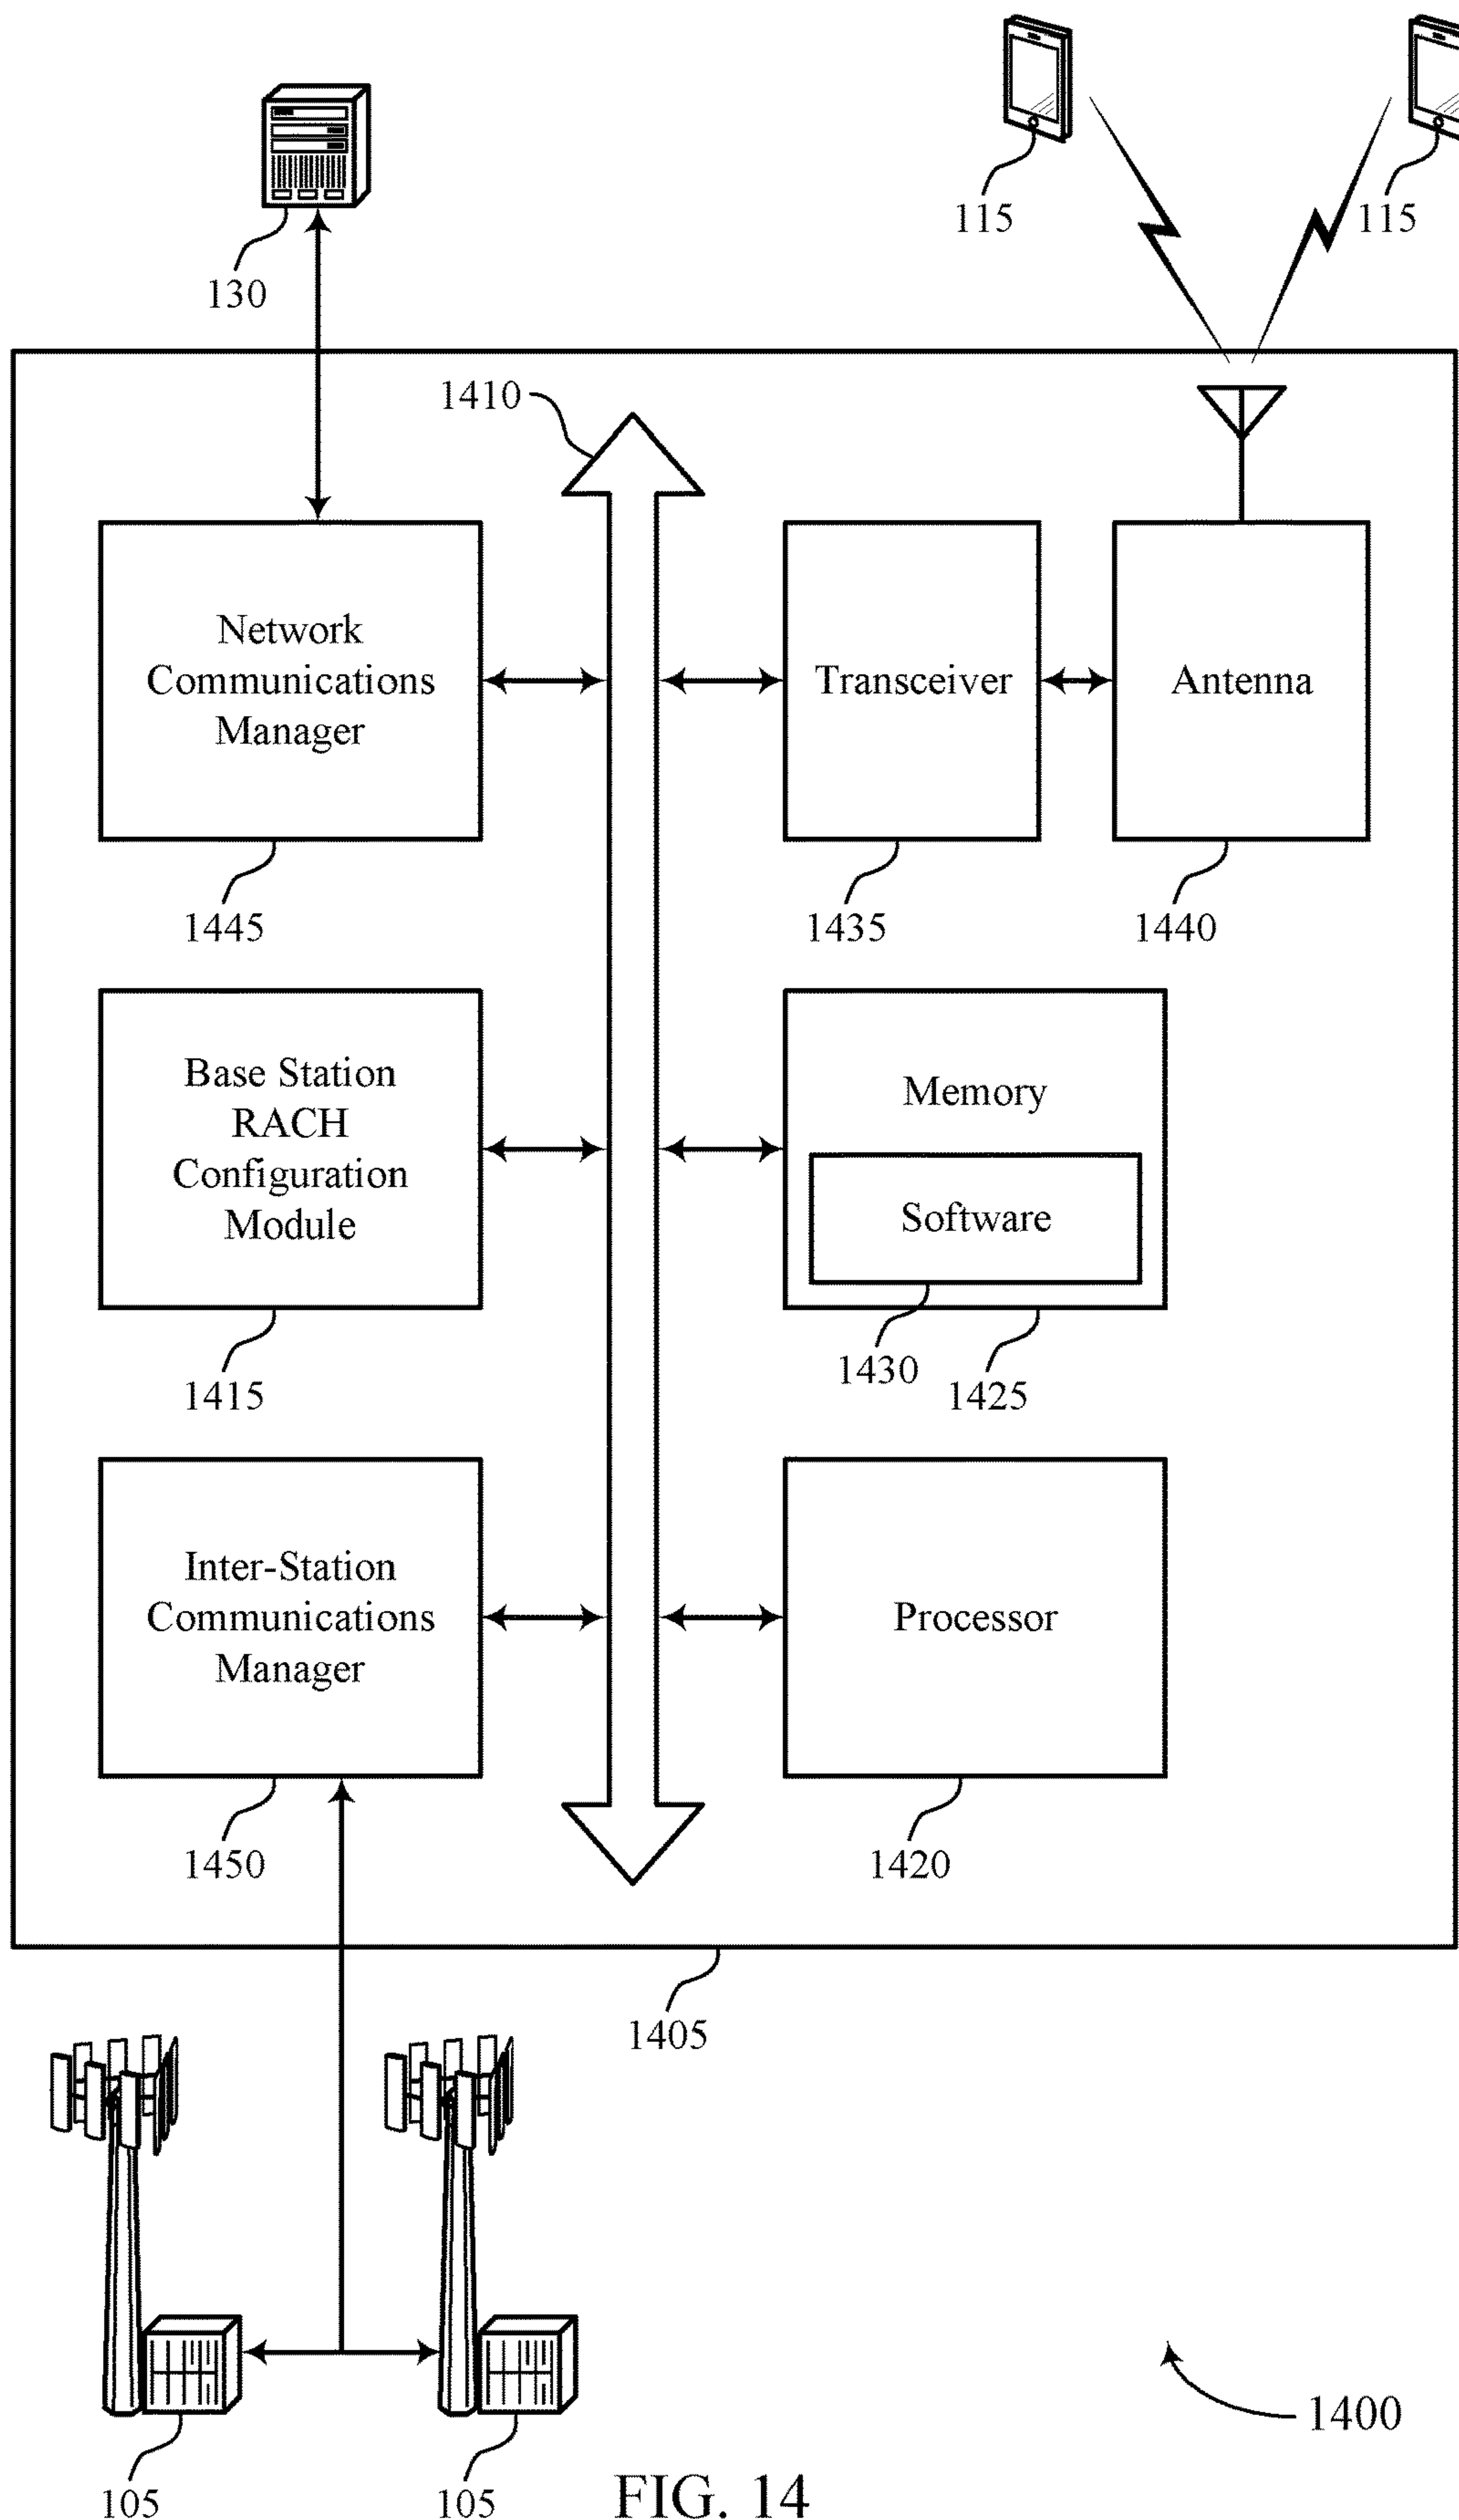 115
115
130
1410
Network
Communications
Manager
Transceiver
Antenna
1445
1435
1440
Base Station
RACH
Configuration
Module
Memory
Software
1415
1430
1425
Inter-Station
Communications
Manager
Processor
1450
1420
1405
1400
105
105
FIG. 14